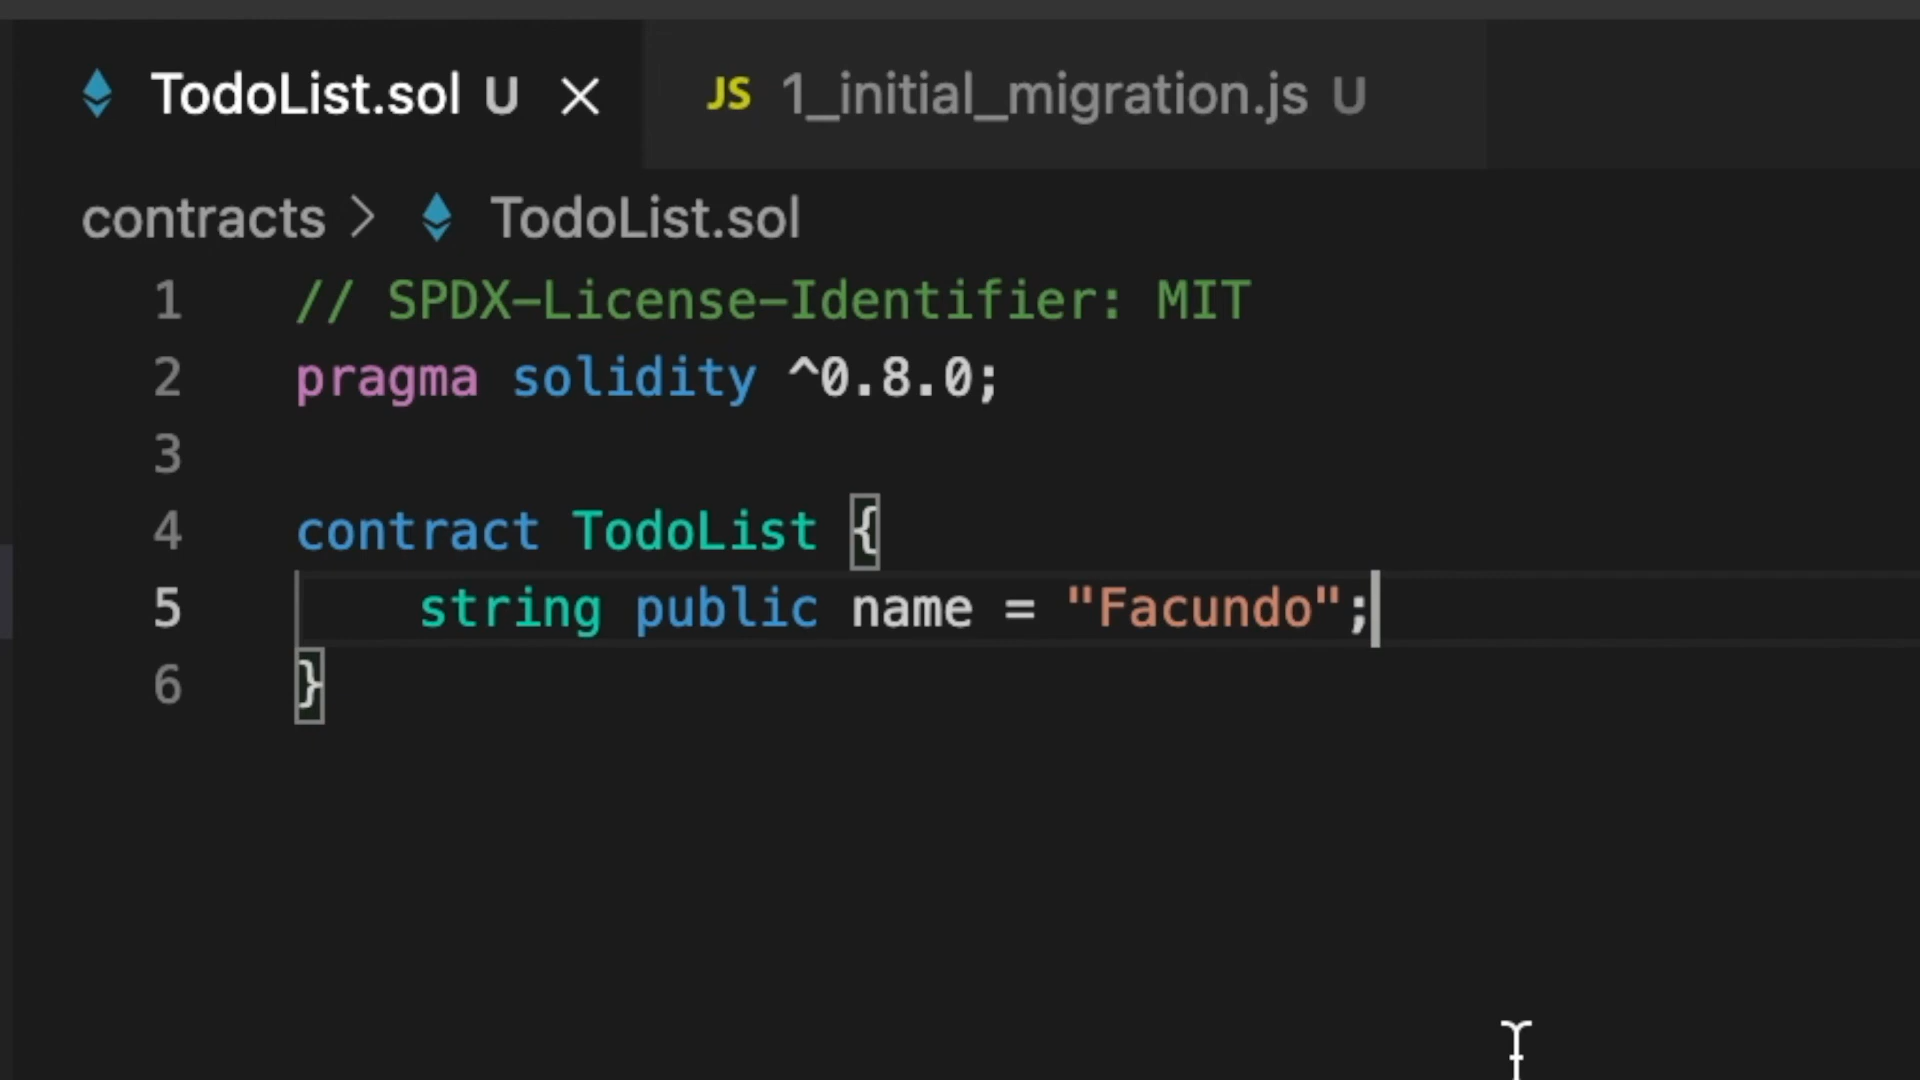 TodoList.sol U
JS 1_initial_migration.js U
contracts > TodoList.sol
1 // SPDX-License-Identifier: MIT
2 pragma solidity ^0.8.0;
3
4 contract TodoList {
5 string public name = "Facundo";
6 }